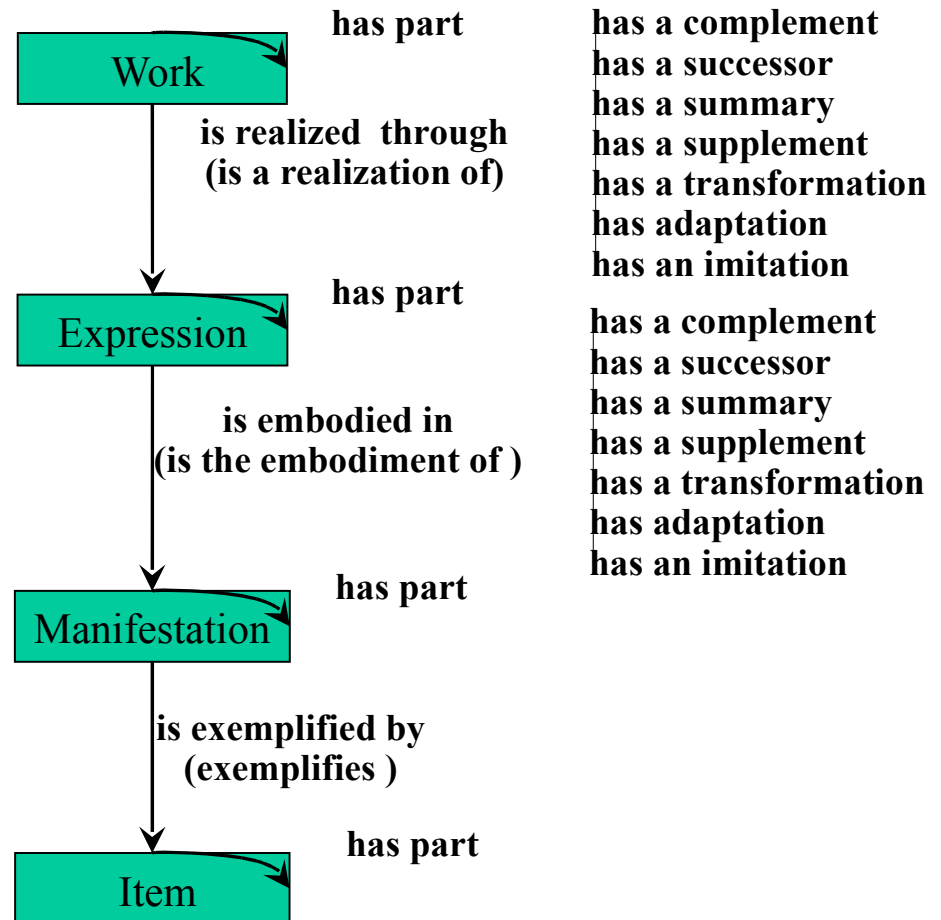 has part
Work
is realized through
(is a realization of)
has a complement
has a successor
has a summary
has a supplement
has a transformation
has adaptation
has an imitation
has part
Expression
is embodied in
(is the embodiment of )
has a complement
has a successor
has a summary
has a supplement
has a transformation
has adaptation
has an imitation
has part
Manifestation
is exemplified by
(exemplifies )
has part
Item